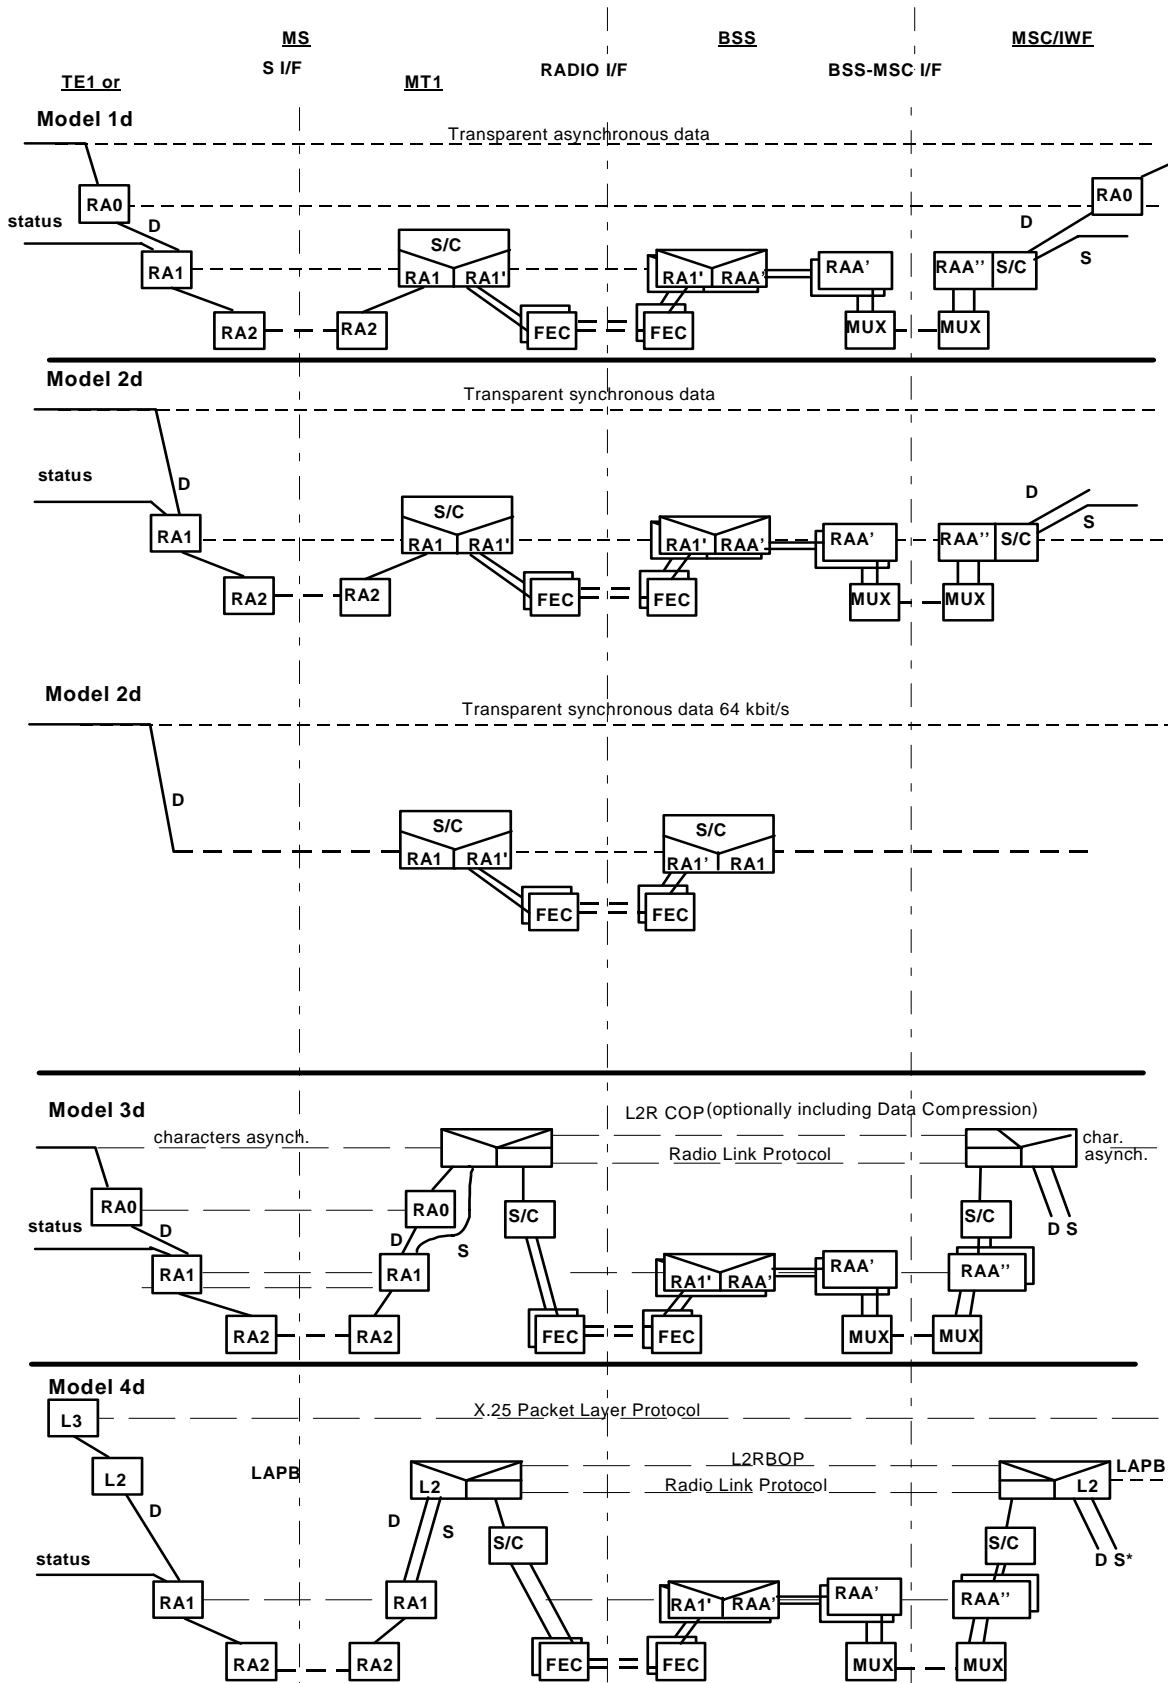 MS
BSS
MSC/IWF
S I/F
RADIO I/F
BSS-MSC I/F
TE1 or
MT1
Model 1d
Transparent asynchronous data
RA0
RA0
status
D
D
S/C
S
RA1
RA1
RA1'
RA1'
RAA'
RAA'
RAA''
S/C
RA2
RA2
FEC
FEC
MUX
MUX
Model 2d
Transparent synchronous data
status
D
D
S/C
S
RA1
RA1
RA1'
RA1'
RAA'
RAA'
RAA''
S/C
RA2
RA2
FEC
FEC
MUX
MUX
Model 2d
Transparent synchronous data 64 kbit/s
D
S/C
S/C
RA1
RA1'
RA1'
RA1
FEC
FEC
Model 3d
L2R COP (optionally including Data Compression)
characters asynch.
char.
asynch.
Radio Link Protocol
RA0
RA0
S/C
S/C
status
D
D
S
D S
RA1
RA1
RA1'
RAA'
RAA'
RAA''
RA2
RA2
FEC
FEC
MUX
MUX
Model 4d
L3
X.25 Packet Layer Protocol
L2
LAPB
L2
L2RBOP
Radio Link Protocol
L2
LAPB
D
D
S
S/C
S/C
status
D S*
RA1
RA1
RA1'
RAA'
RAA'
RAA''
RA2
RA2
FEC
FEC
MUX
MUX